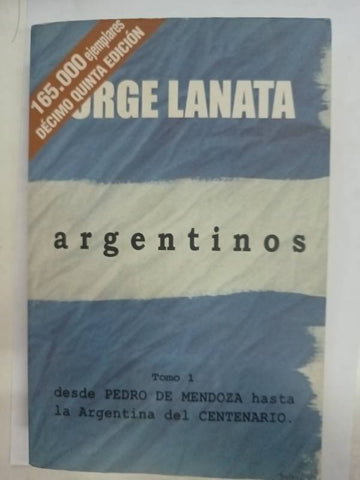 165.000 ejemplares
DÉCIMO QUINTA EDICIÓN
ORGE LANATA
argentinos
Tomo 1
desde PEDRO DE MENDOZA hasta
la Argentina del CENTENARIO.